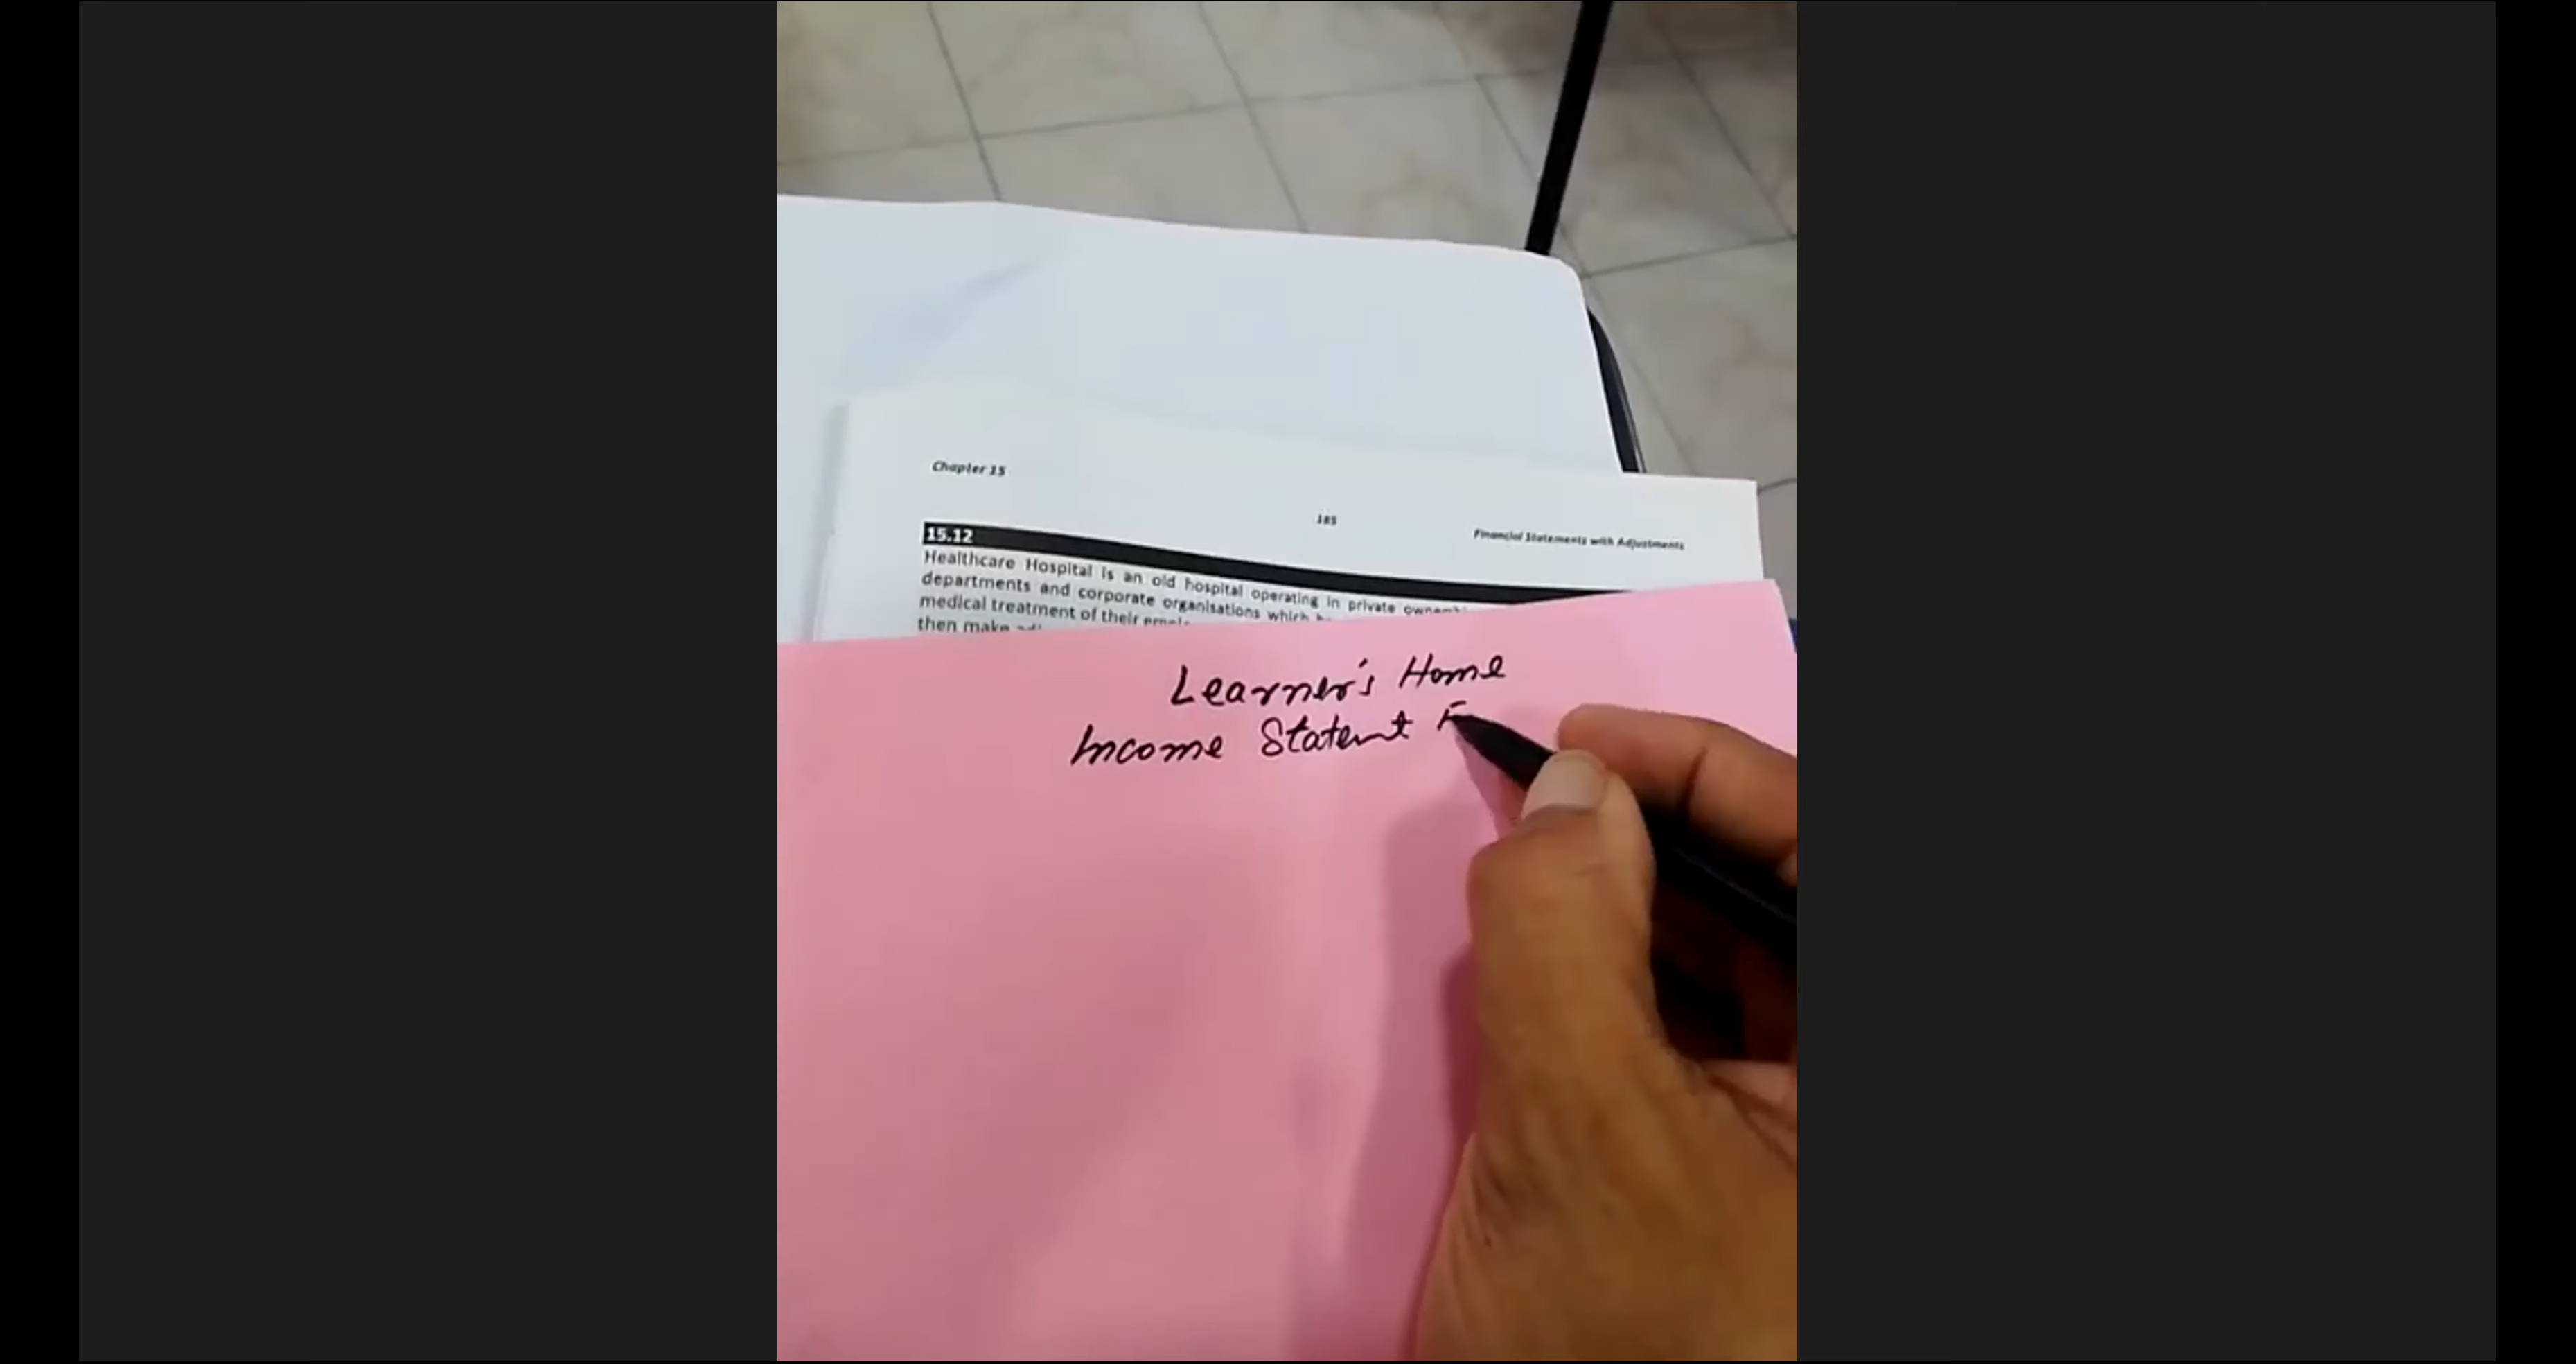 Chapter 15
185
Financial Statements with Adjustments
15.12
Healthcare Hospital is an old hospital operating in private
departments and corporate organisations which
medical treatment of their
then make
Learner's Home
Income Statemt F